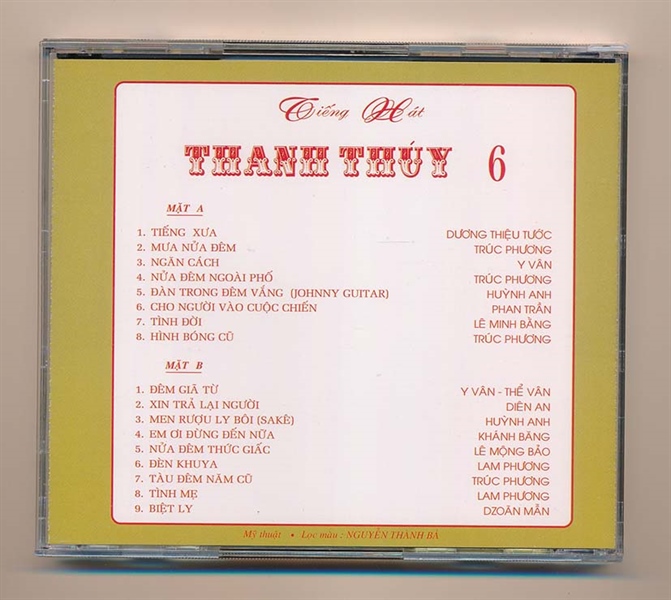 Tiếng Hát
THANH THÚY 6
MẶT A
1. TIẾNG XƯA DƯƠNG THIỆU TƯỚC
2. MƯA NỬA ĐÊM TRÚC PHƯƠNG
3. NGĂN CÁCH Y VÂN
4. NỬA ĐÊM NGOÀI PHỐ TRÚC PHƯƠNG
5. ĐÀN TRONG ĐÊM VẮNG (JOHNNY GUITAR) HUỲNH ANH
6. CHO NGƯỜI VÀO CUỘC CHIẾN PHAN TRẦN
7. TÌNH ĐỜI LÊ MINH BẰNG
8. HÌNH BÓNG CŨ TRÚC PHƯƠNG
MẶT B
1. ĐÊM GIÃ TỪ Y VÂN - THỂ VÂN
2. XIN TRẢ LẠI NGƯỜI DIÊN AN
3. MEN RƯỢU LY BÔI (SAKÊ) HUỲNH ANH
4. EM ƠI ĐỪNG ĐẾN NỮA KHÁNH BĂNG
5. NỬA ĐÊM THỨC GIẤC LÊ MỘNG BẢO
6. ĐÈN KHUYA LAM PHƯƠNG
7. TÀU ĐÊM NĂM CŨ TRÚC PHƯƠNG
8. TÌNH MẸ LAM PHƯƠNG
9. BIỆT LY DZOÃN MẪN
Mỹ thuật • Lọc màu : NGUYỄN THÀNH BÁ